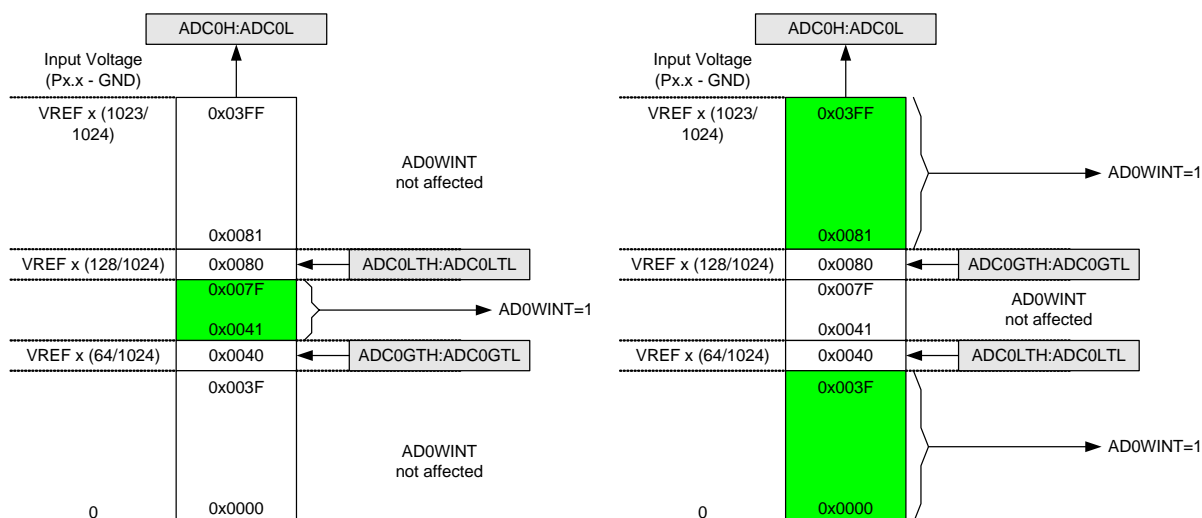 ADC0H:ADC0L
Input Voltage
(Px.x - GND)
VREF x (1023/
1024)
0x03FF
AD0WINT
not affected
0x0081
VREF x (128/1024)
0x0080
ADC0LTH:ADC0LTL
0x007F
AD0WINT=1
0x0041
VREF x (64/1024)
0x0040
ADC0GTH:ADC0GTL
0x003F
AD0WINT
not affected
0
0x0000
ADC0H:ADC0L
Input Voltage
(Px.x - GND)
VREF x (1023/
1024)
0x03FF
AD0WINT=1
0x0081
VREF x (128/1024)
0x0080
ADC0GTH:ADC0GTL
0x007F
AD0WINT
not affected
0x0041
VREF x (64/1024)
0x0040
ADC0LTH:ADC0LTL
0x003F
AD0WINT=1
0
0x0000